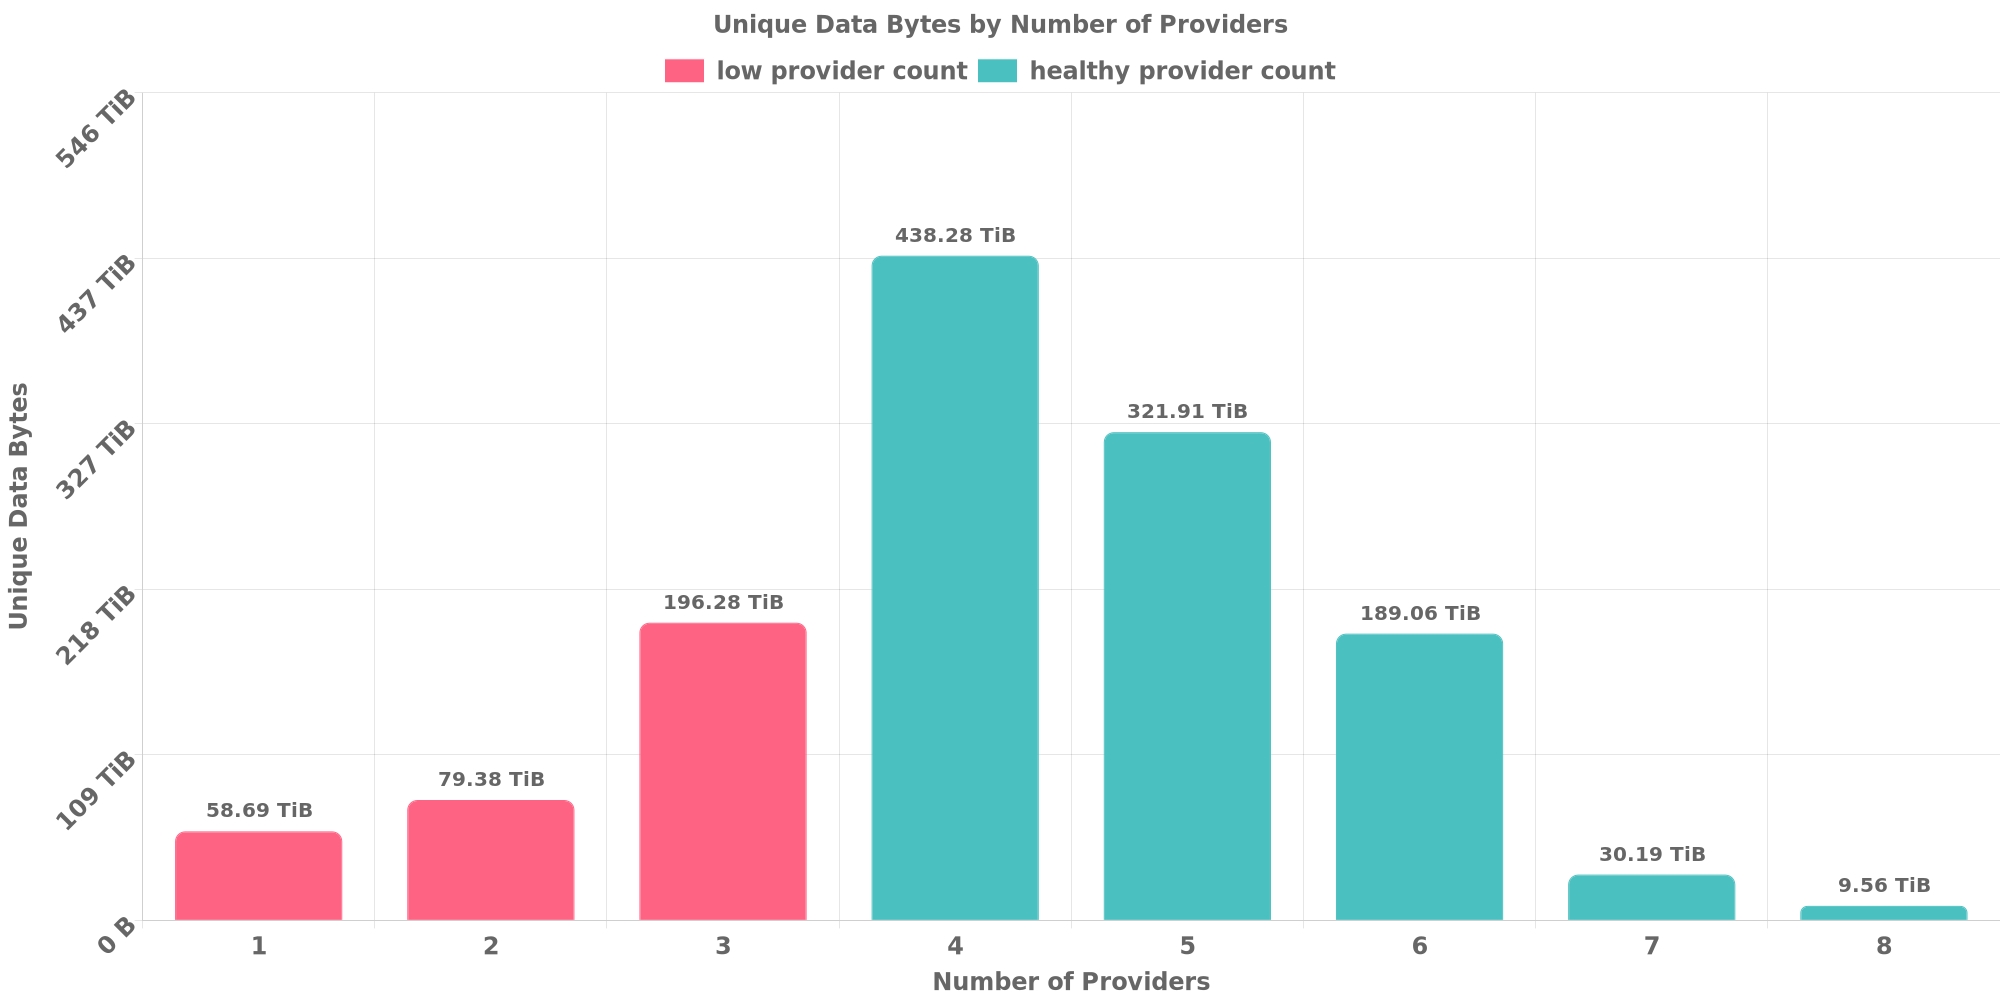 Unique Data Bytes by Number of Providers
low provider count healthy provider count
546 TiB
437 TiB
327 TiB
218 TiB
109 TiB
0 B
Unique Data Bytes
58.69 TiB
79.38 TiB
196.28 TiB
438.28 TiB
321.91 TiB
189.06 TiB
30.19 TiB
9.56 TiB
1 2 3 4 5 6 7 8
Number of Providers